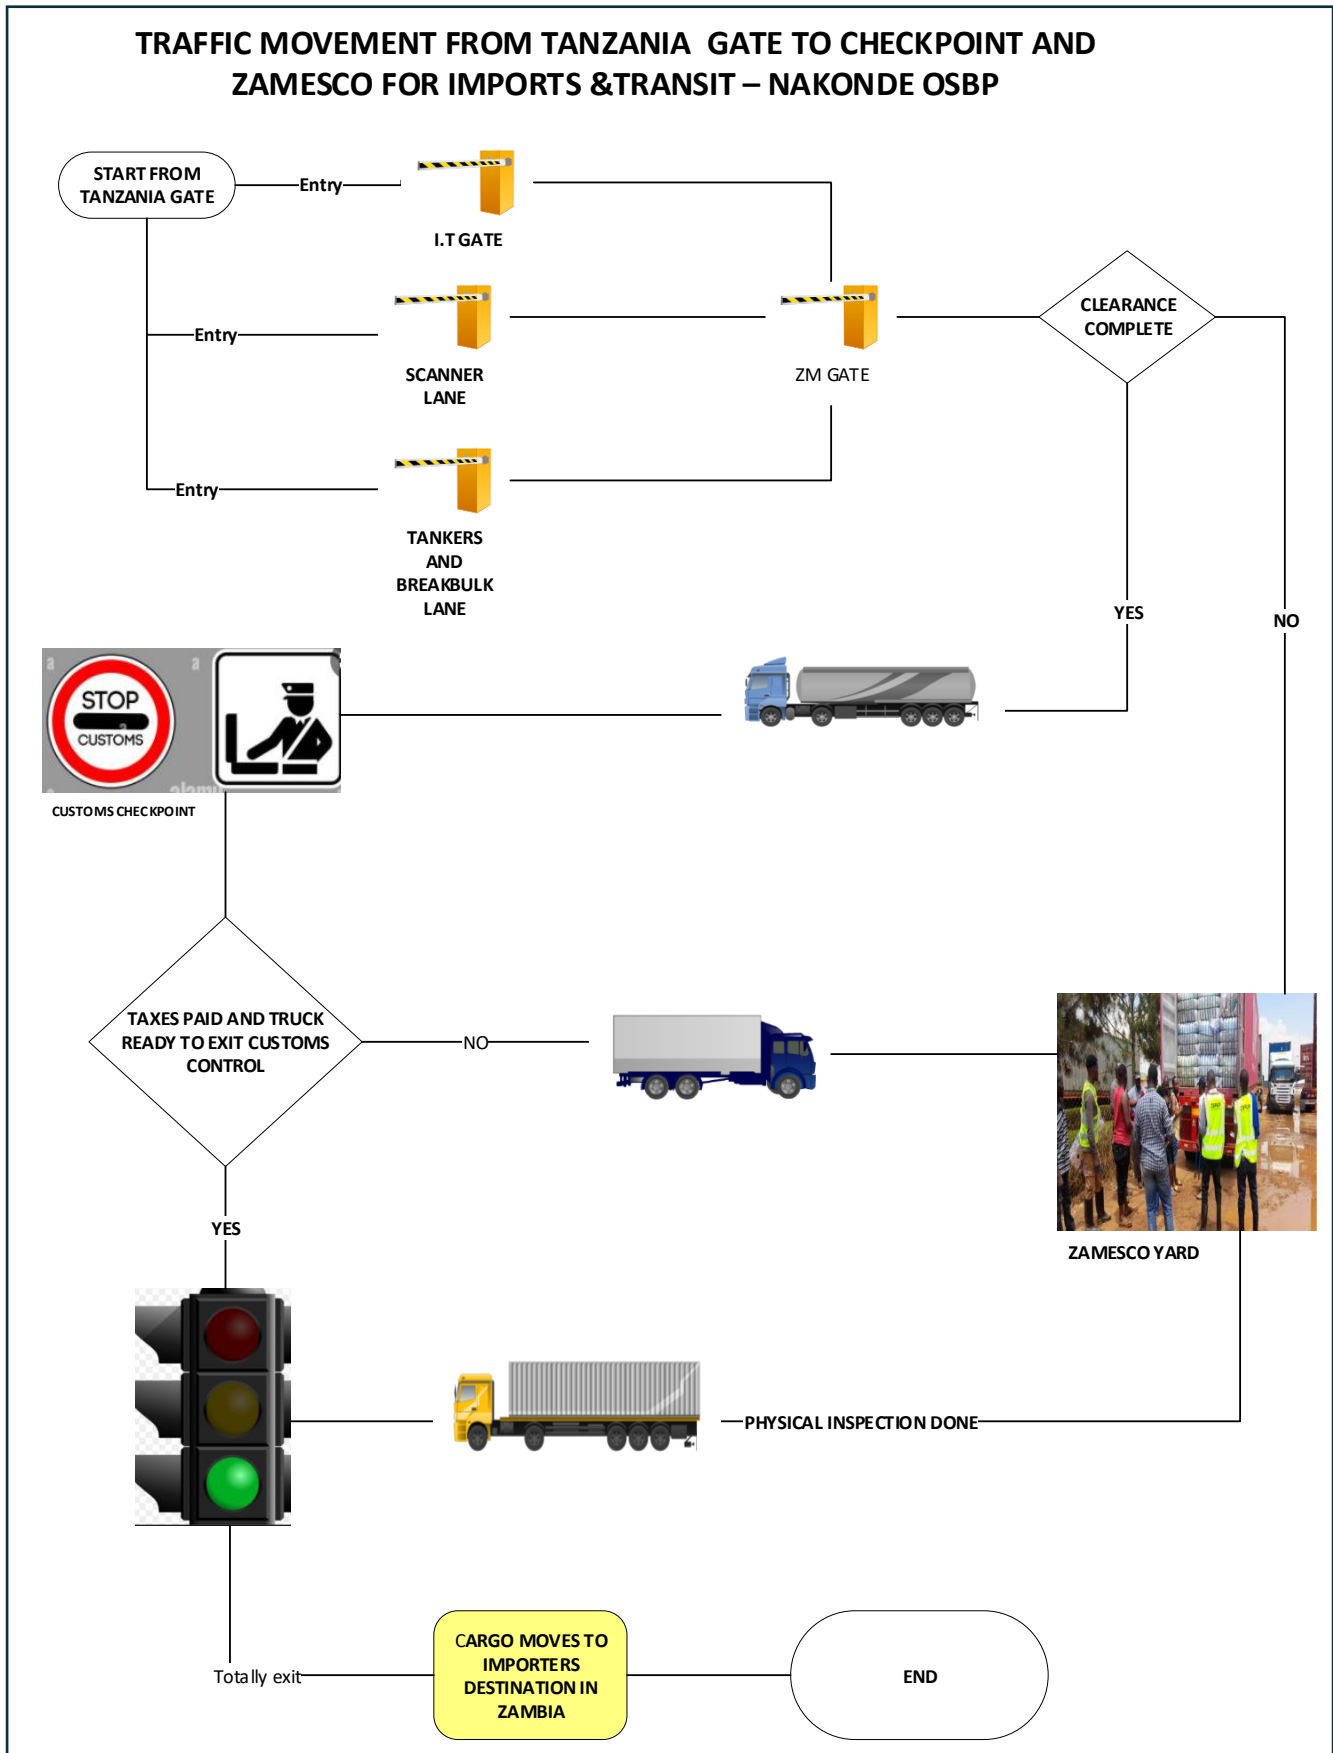 TRAFFIC MOVEMENT FROM TANZANIA GATE TO CHECKPOINT AND
ZAMESCO FOR IMPORTS &TRANSIT – NAKONDE OSBP
START FROM
TANZANIA GATE
Entry
I.T GATE
Entry
SCANNER
LANE
ZM GATE
CLEARANCE
COMPLETE
Entry
TANKERS
AND
BREAKBULK
LANE
YES
NO
STOP
CUSTOMS
a
a
a
CUSTOMS CHECKPOINT
TAXES PAID AND TRUCK
READY TO EXIT CUSTOMS
CONTROL
NO
YES
ZAMESCO YARD
PHYSICAL INSPECTION DONE
Totally exit
CARGO MOVES TO
IMPORTERS
DESTINATION IN
ZAMBIA
END